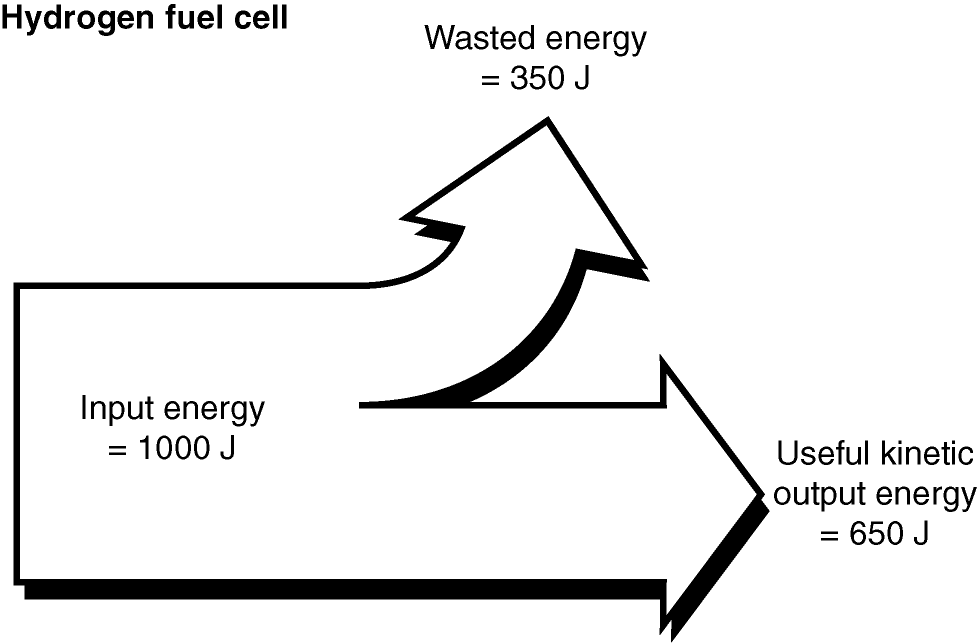 Hydrogen fuel cell
Wasted energy
= 350 J
Input energy
= 1000 J
Useful kinetic
output energy
= 650 J